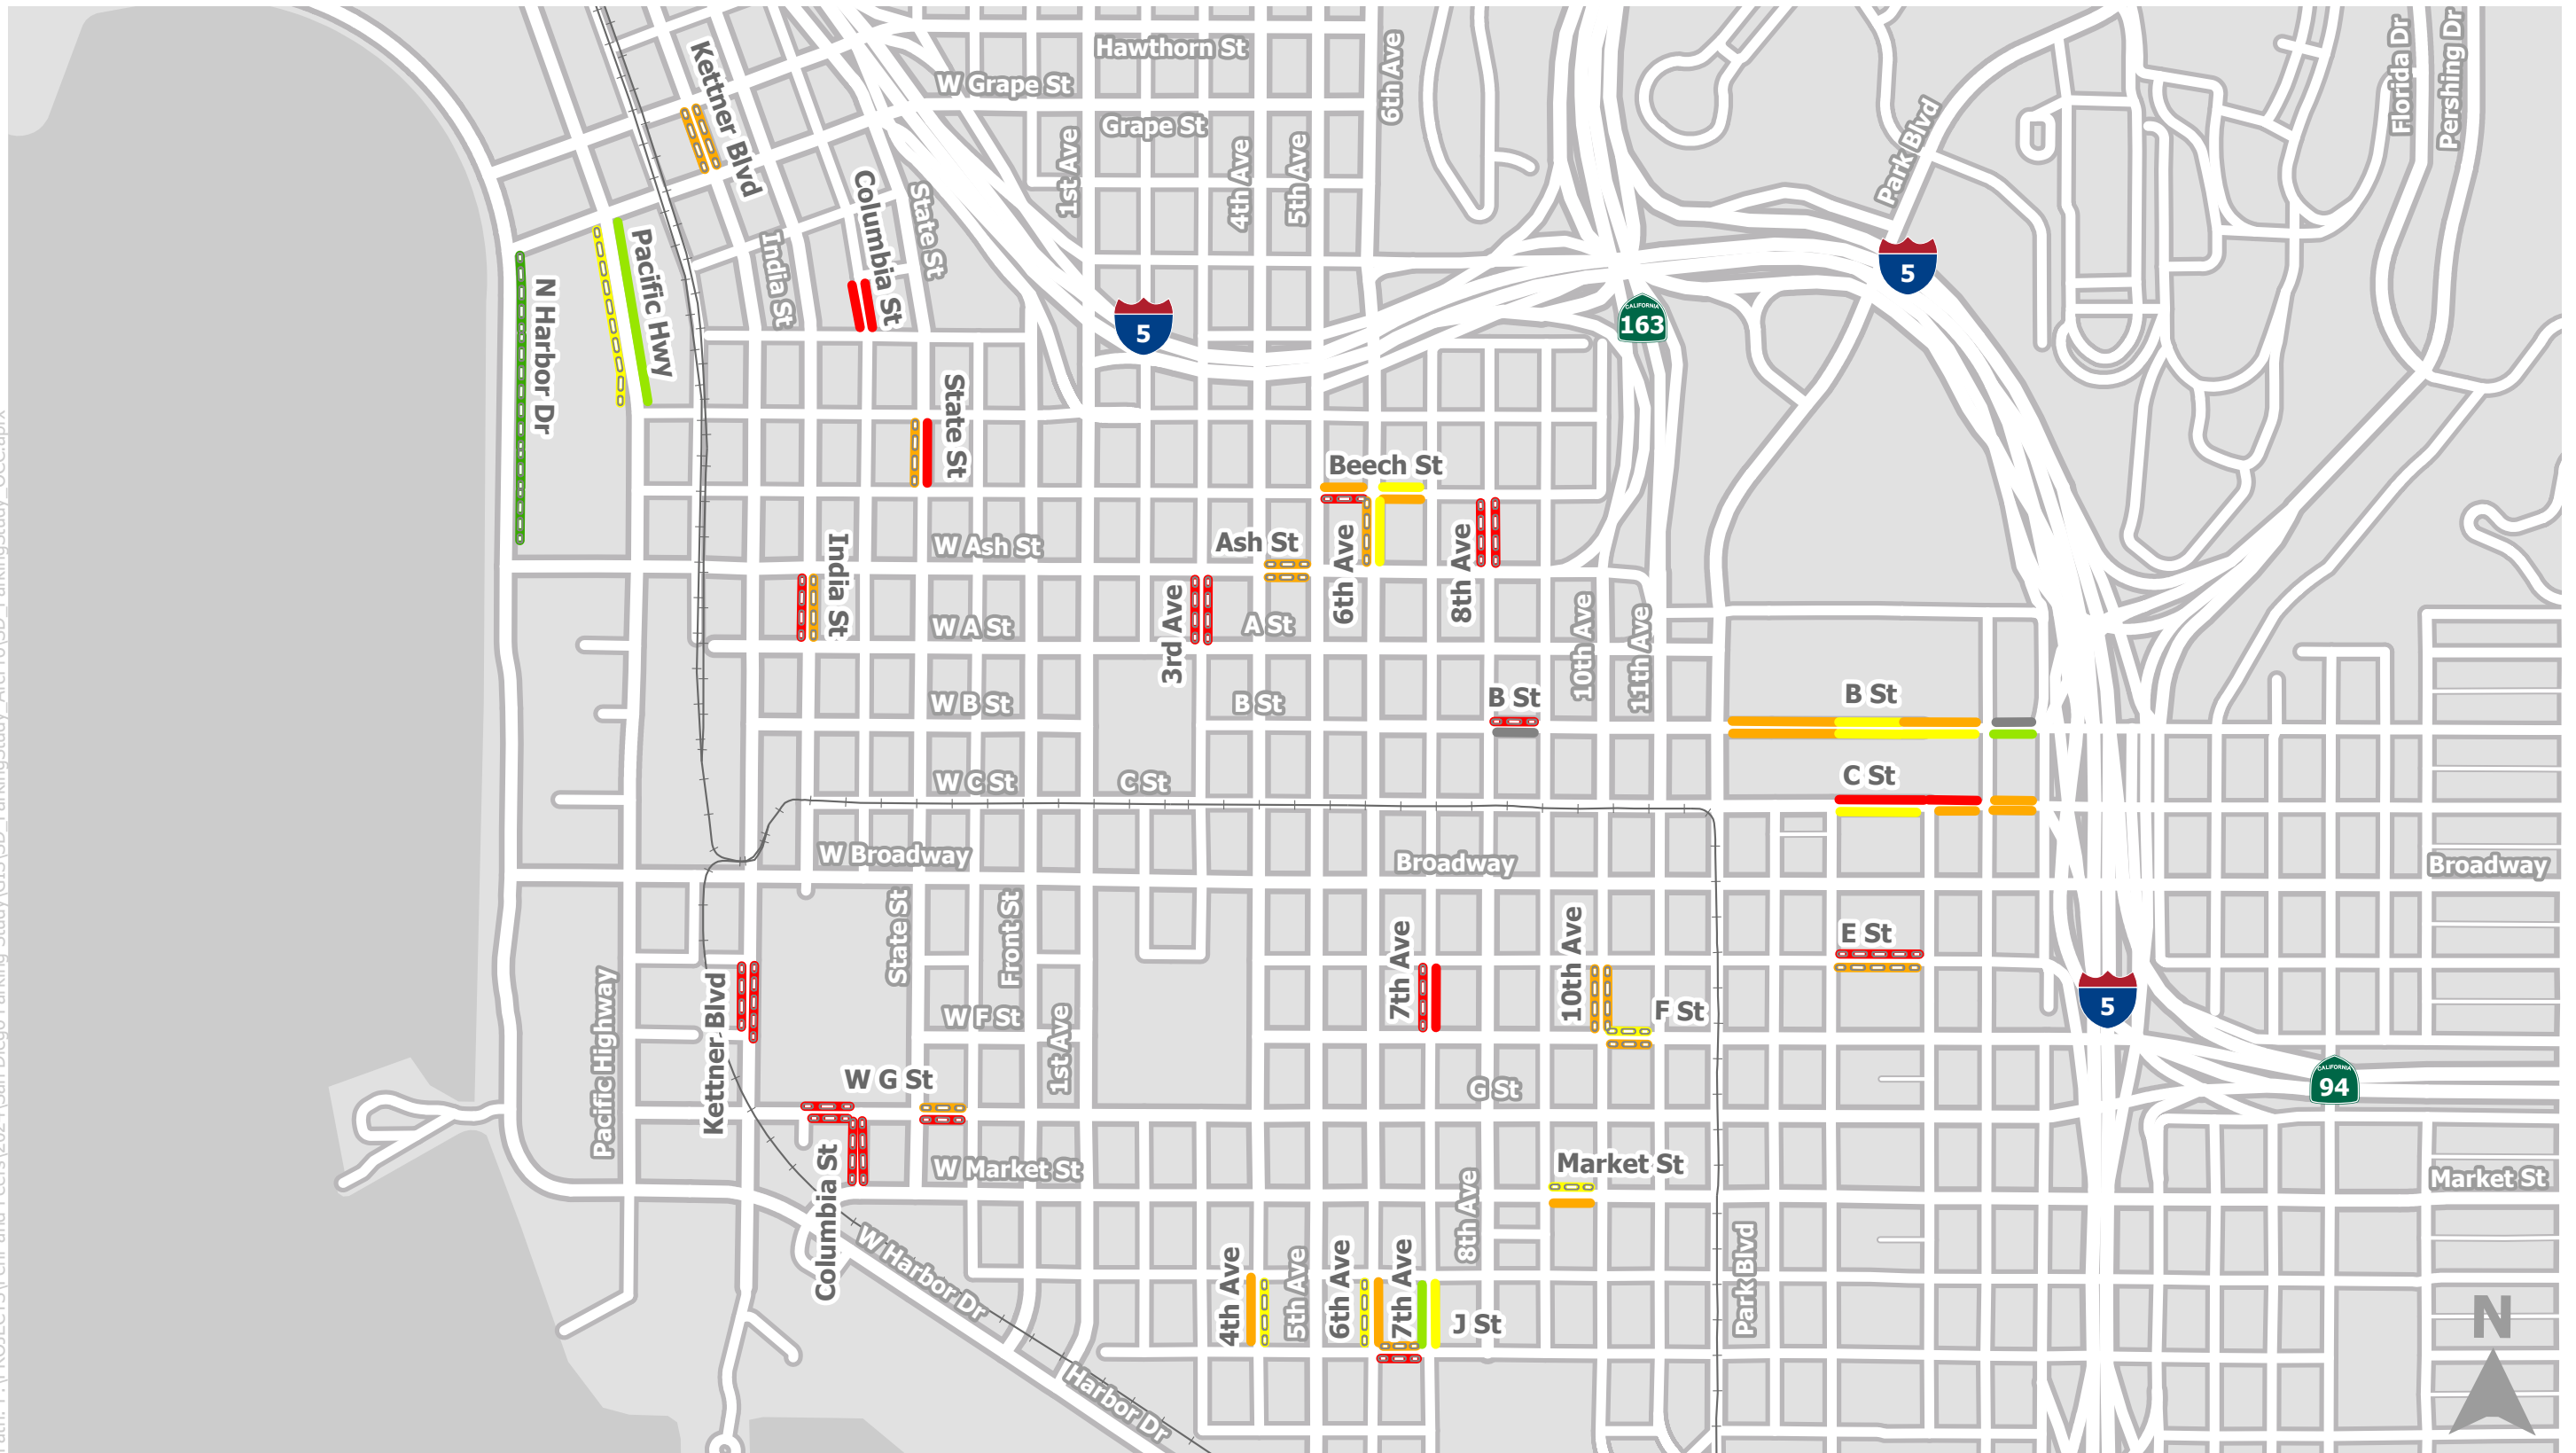 Hawthorn St
W Grape St
Grape St
Kettner Blvd
6th Ave
1st Ave
4th Ave
5th Ave
Park Blvd
Florida Dr
Pershing Dr
Columbia St
State St
India St
Pacific Hwy
N Harbor Dr
5
CALIFORNIA
163
5
State St
Beech St
W Ash St
Ash St
India St
6th Ave
8th Ave
3rd Ave
W A St
A St
10th Ave
11th Ave
W B St
B St
B St
B St
W C St
C St
C St
W Broadway
Broadway
Broadway
State St
Front St
7th Ave
10th Ave
E St
Pacific Highway
Kettner Blvd
W F St
1st Ave
F St
5
W G St
G St
CALIFORNIA
94
Columbia St
W Market St
Market St
Market St
8th Ave
W Harbor Dr
4th Ave
5th Ave
6th Ave
7th Ave
J St
Park Blvd
Harbor Dr
N